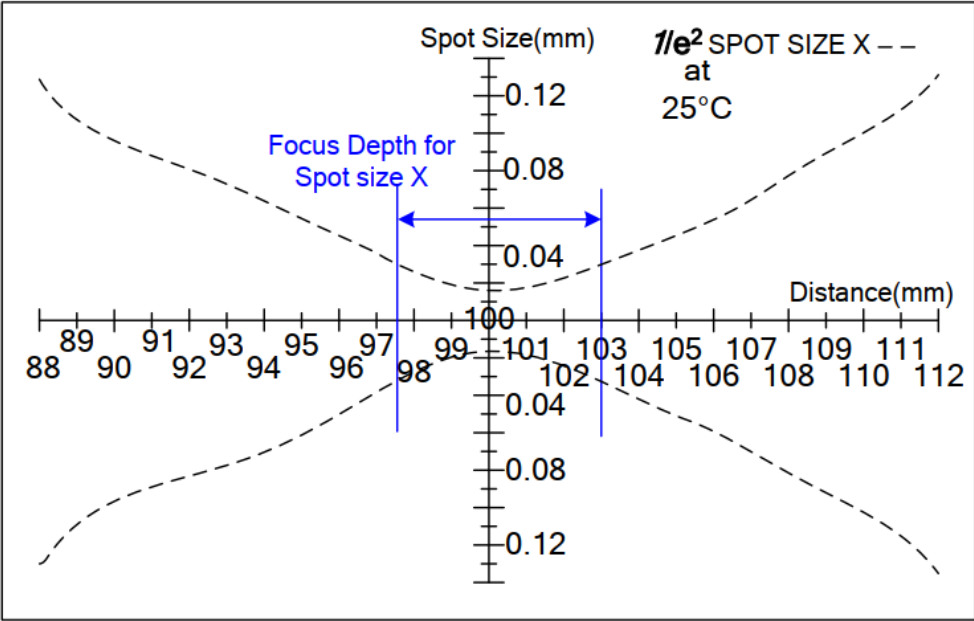 Spot Size(mm)
1/e² SPOT SIZE X – –
at
25°C
0.12
Focus Depth for
Spot size X
0.08
0.04
Distance(mm)
100
89 91 93 95 97 99 101 103 105 107 109 111
88 90 92 94 96 98 102 104 106 108 110 112
0.04
0.08
0.12